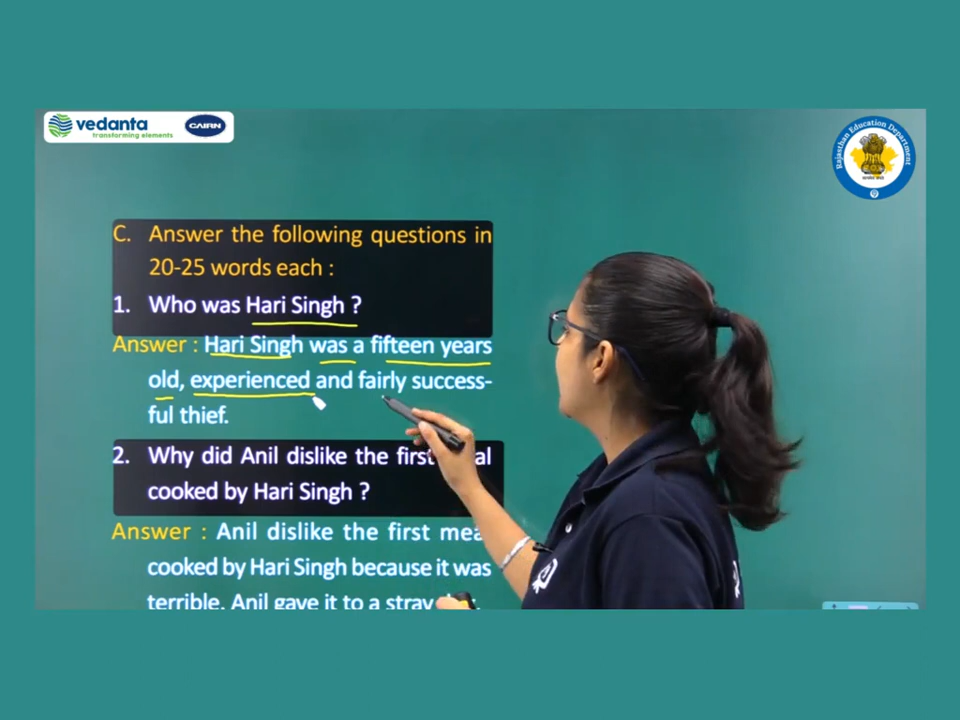 vedanta
transforming elements
CAIRN
Rajasthan Education Department
C. Answer the following questions in
20-25 words each :
1. Who was Hari Singh ?
Answer : Hari Singh was a fifteen years
old, experienced and fairly success-
ful thief.
2. Why did Anil dislike the first
cooked by Hari Singh ?
Answer : Anil dislike the first
cooked by Hari Singh because it was
terrible. Anil gave it to a stray